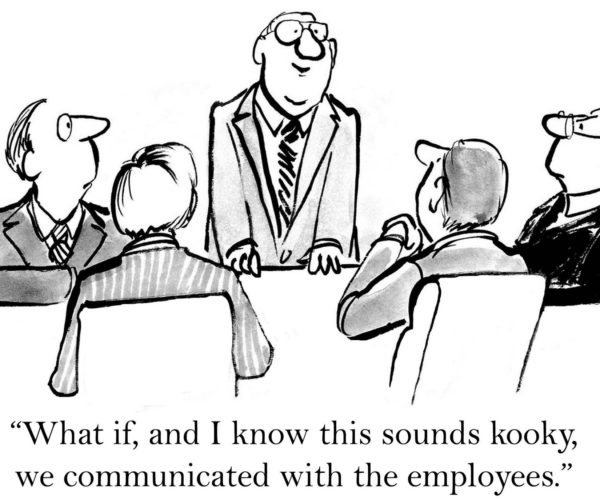 “What if, and I know this sounds kooky,
we communicated with the employees.”